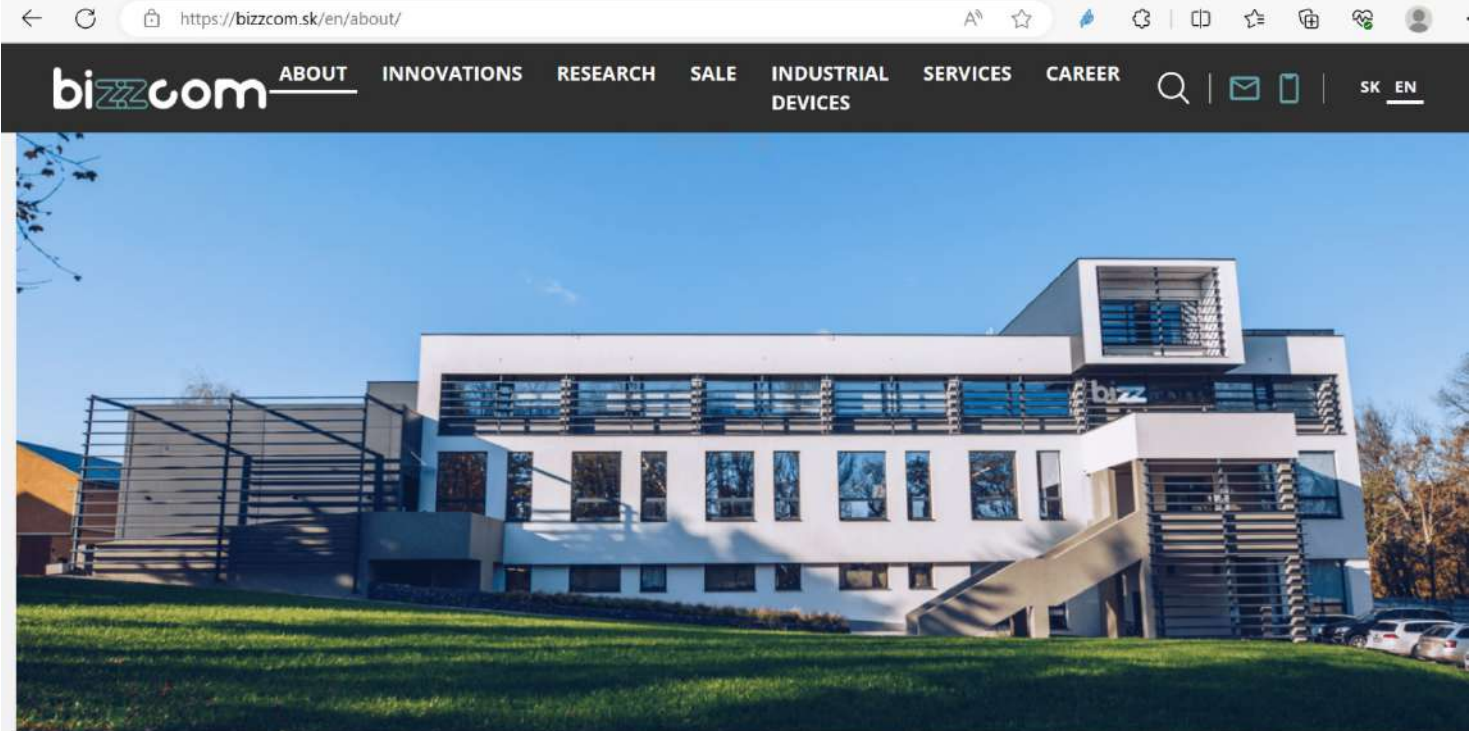 https://bizzcom.sk/en/about/
bizzcom
ABOUT INNOVATIONS RESEARCH SALE INDUSTRIAL DEVICES SERVICES CAREER
SK EN
bizz